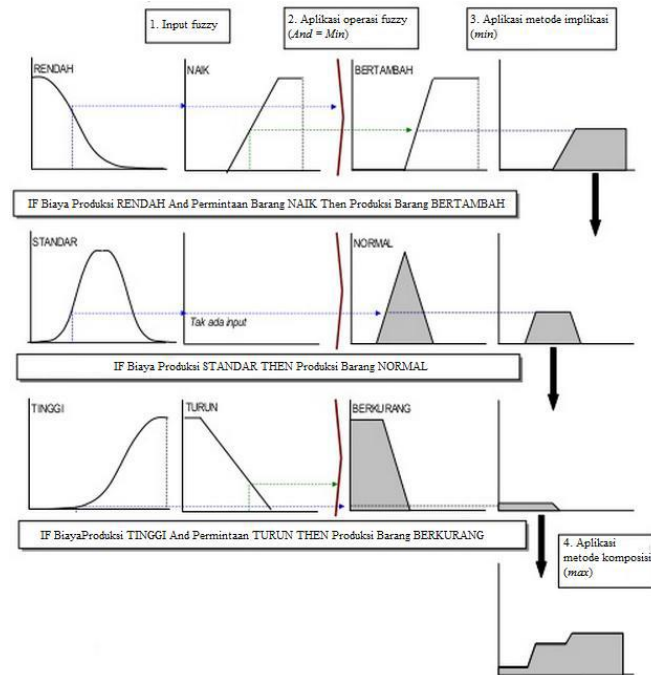 1. Input fuzzy
2. Aplikasi operasi fuzzy
(And = Min)
3. Aplikasi metode implikasi
(min)
RENDAH
NAIK
BERTAMBAH
IF Biaya Produksi RENDAH And Permintaan Barang NAIK Then Produksi Barang BERTAMBAH
STANDAR
Tak ada input
NORMAL
IF Biaya Produksi STANDAR THEN Produksi Barang NORMAL
TINGGI
TURUN
BERKURANG
IF BiayaProduksi TINGGI And Permintaan TURUN THEN Produksi Barang BERKURANG
4. Aplikasi
metode komposisi
(max)